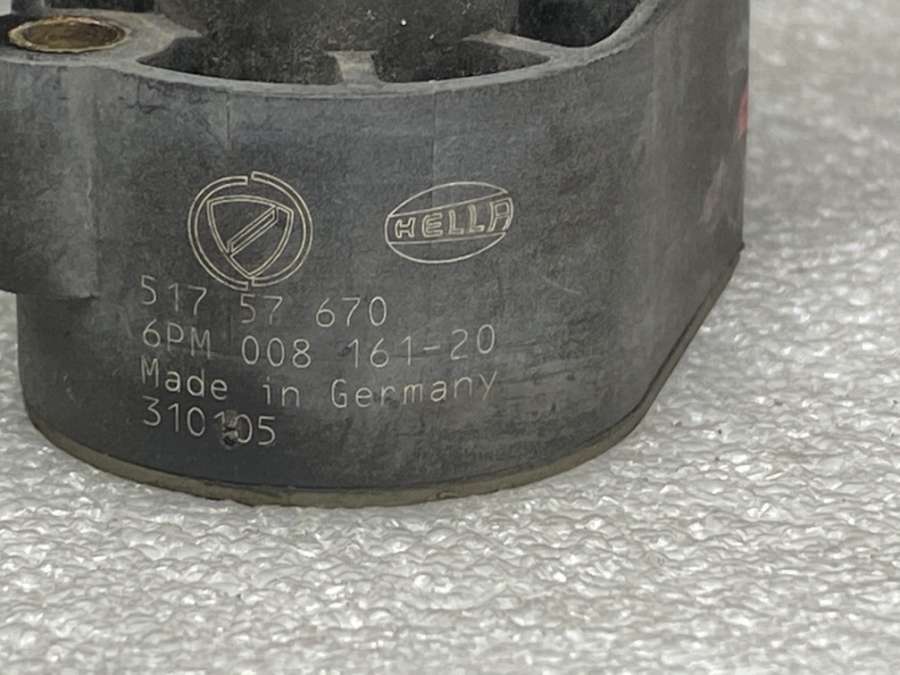 HELLA
517 57 670
6PM 008 161-20
Made in Germany
310105